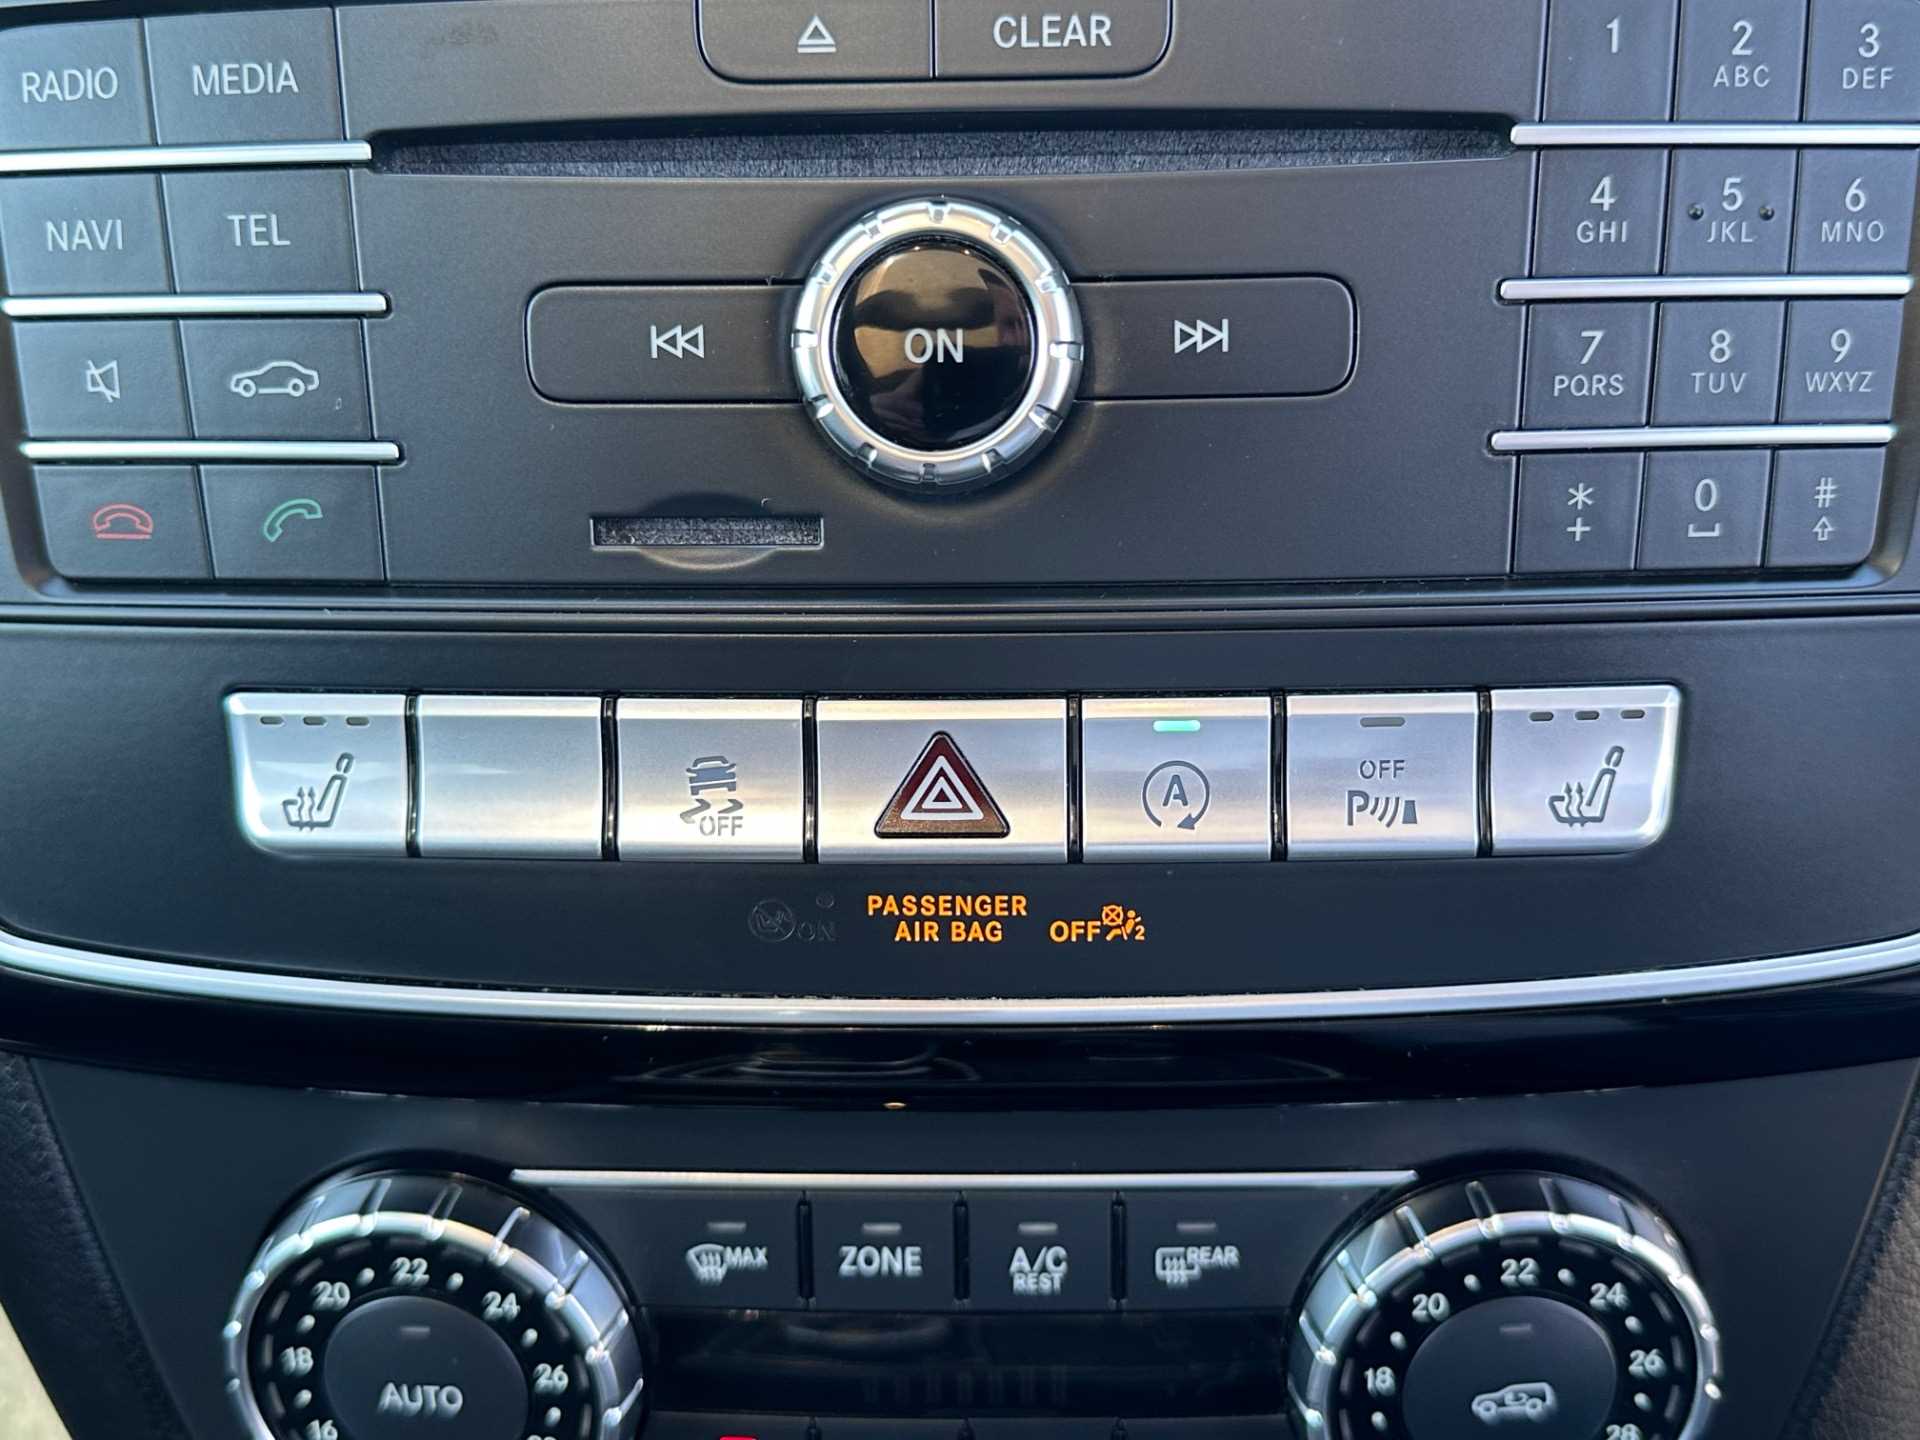 CLEAR
RADIO MEDIA
1 2 3
ABC DEF
NAVI TEL
4 5 6
GHI JKL MNO
ON
7 8 9
PQRS TUV WXYZ
* 0 #
+
OFF
A
OFF
P
PASSENGER
AIR BAG
ON
OFF 2
MAX ZONE A/C REAR
REST
16 18 20 22 24 26
AUTO
18 20 22 24 26 28